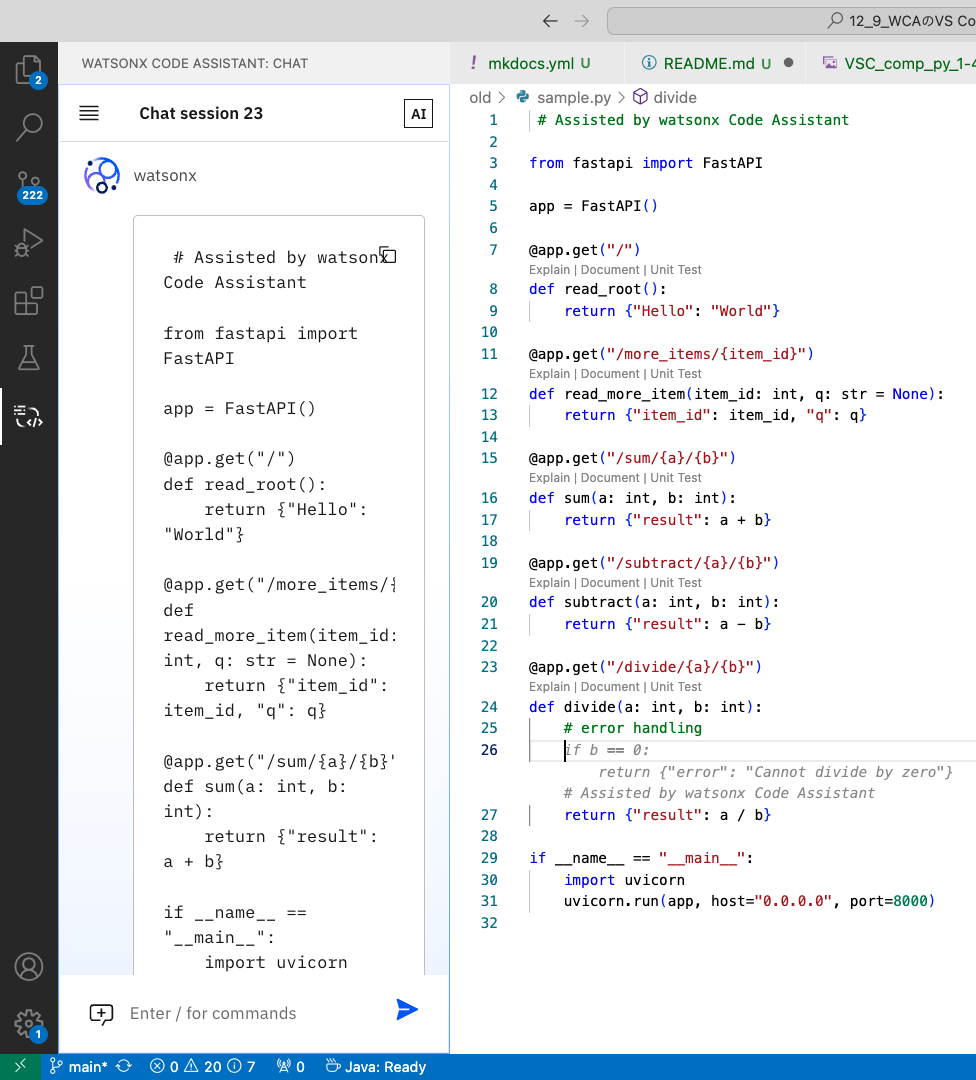 12_9_WCAのVS Co
WATSONX CODE ASSISTANT: CHAT
Chat session 23
AI
watsonx
# Assisted by watsonx
Code Assistant
from fastapi import
FastAPI
app = FastAPI()
@app.get("/")
def read_root():
    return {"Hello":
"World"}
@app.get("/more_items/{
def
read_more_item(item_id:
int, q: str = None):
    return {"item_id":
item_id, "q": q}
@app.get("/sum/{a}/{b}"
def sum(a: int, b:
int):
    return {"result":
a + b}
if __name__ ==
"__main__":
    import uvicorn
Enter / for commands
2
222
1
! mkdocs.yml U
README.md U
VSC_comp_py_1-4
old > sample.py > divide
1 # Assisted by watsonx Code Assistant
2
3 from fastapi import FastAPI
4
5 app = FastAPI()
6
7 @app.get("/")
Explain | Document | Unit Test
8 def read_root():
9     return {"Hello": "World"}
10
11 @app.get("/more_items/{item_id}")
Explain | Document | Unit Test
12 def read_more_item(item_id: int, q: str = None):
13     return {"item_id": item_id, "q": q}
14
15 @app.get("/sum/{a}/{b}")
Explain | Document | Unit Test
16 def sum(a: int, b: int):
17     return {"result": a + b}
18
19 @app.get("/subtract/{a}/{b}")
Explain | Document | Unit Test
20 def subtract(a: int, b: int):
21     return {"result": a - b}
22
23 @app.get("/divide/{a}/{b}")
Explain | Document | Unit Test
24 def divide(a: int, b: int):
25     # error handling
26     if b == 0:
        return {"error": "Cannot divide by zero"}
    # Assisted by watsonx Code Assistant
27     return {"result": a / b}
28
29 if __name__ == "__main__":
30     import uvicorn
31     uvicorn.run(app, host="0.0.0.0", port=8000)
32
main* 0 20 7 0 Java: Ready